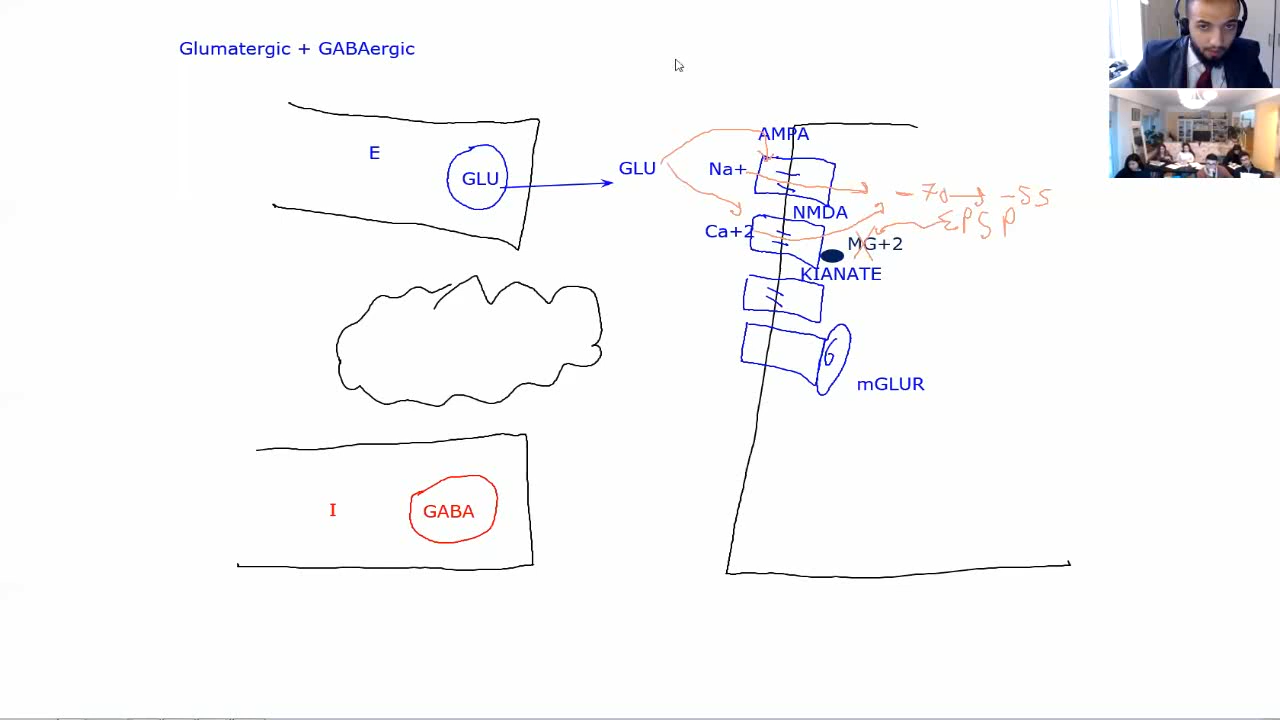 Glumatergic + GABAergic
E
GLU
GLU
AMPA
Na+
-70 → -55
NMDA
EPSP
Ca+2
MG+2
KIANATE
G
mGLUR
I
GABA